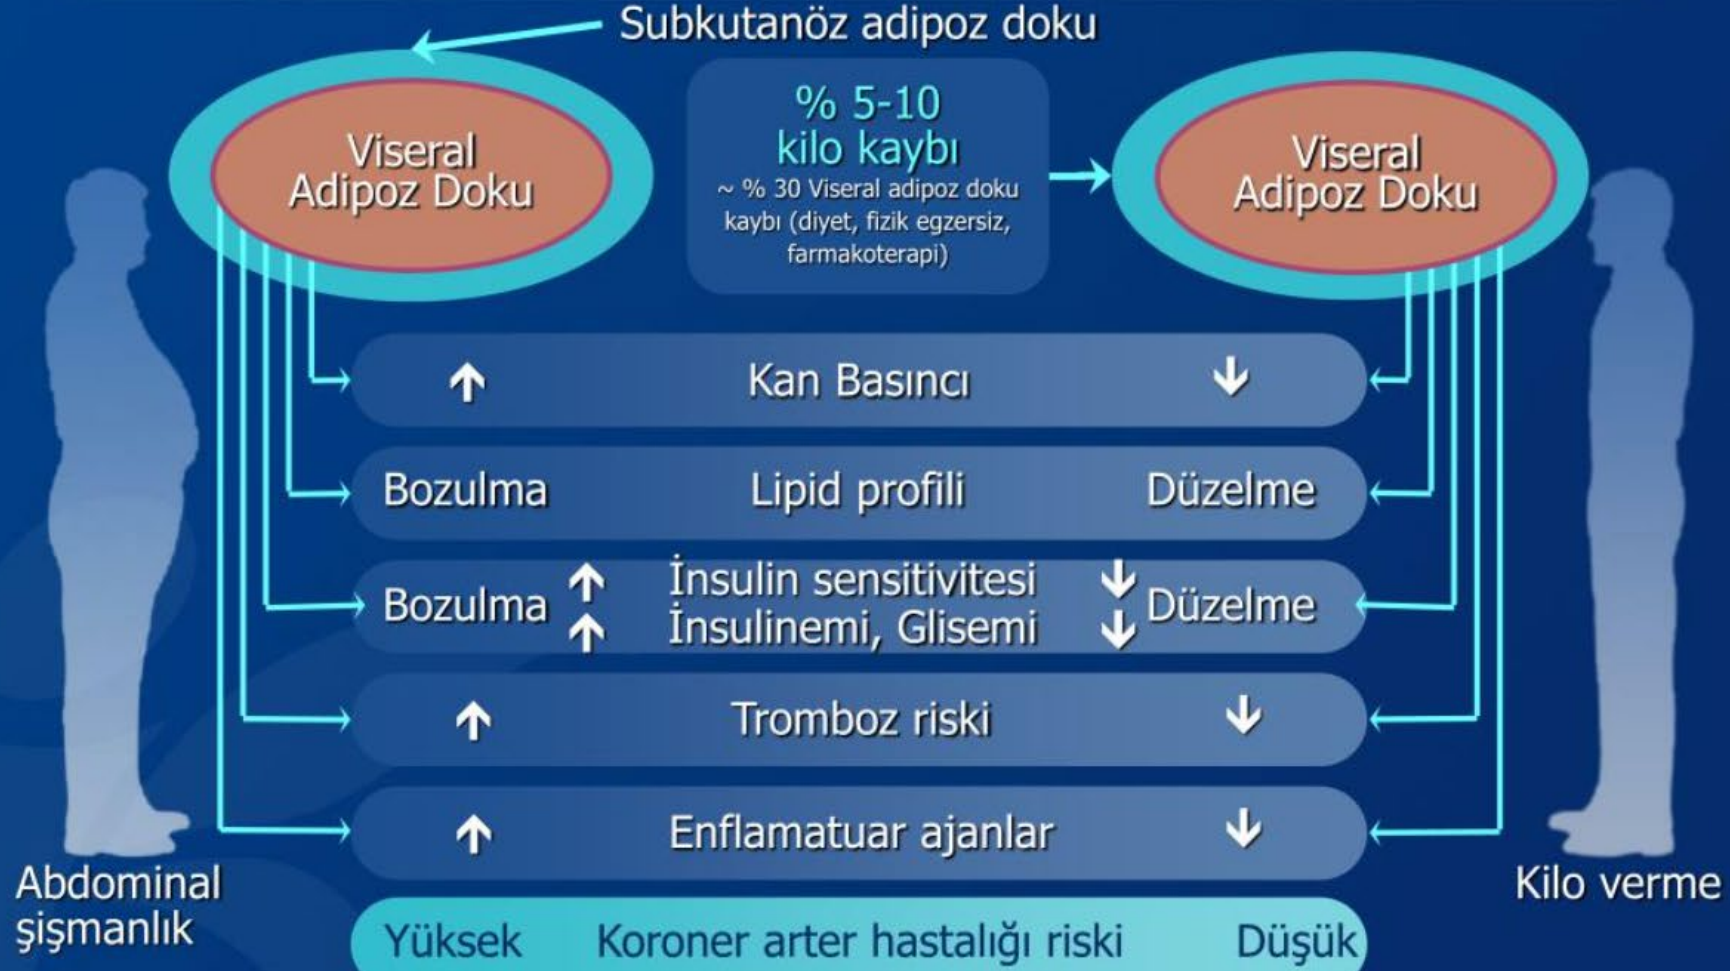 Subkutanöz adipoz doku
Viseral
Adipoz Doku
% 5-10
kilo kaybı
~ % 30 Viseral adipoz doku
kaybı (diyet, fizik egzersiz,
farmakoterapi)
Viseral
Adipoz Doku
↑ Kan Basıncı ↓
Bozulma Lipid profili Düzelme
Bozulma ↑ İnsulin sensitivitesi ↓ Düzelme
↑ İnsulinemi, Glisemi ↓
↑ Tromboz riski ↓
↑ Enflamatuar ajanlar ↓
Abdominal
şişmanlık
Kilo verme
Yüksek Koroner arter hastalığı riski Düşük